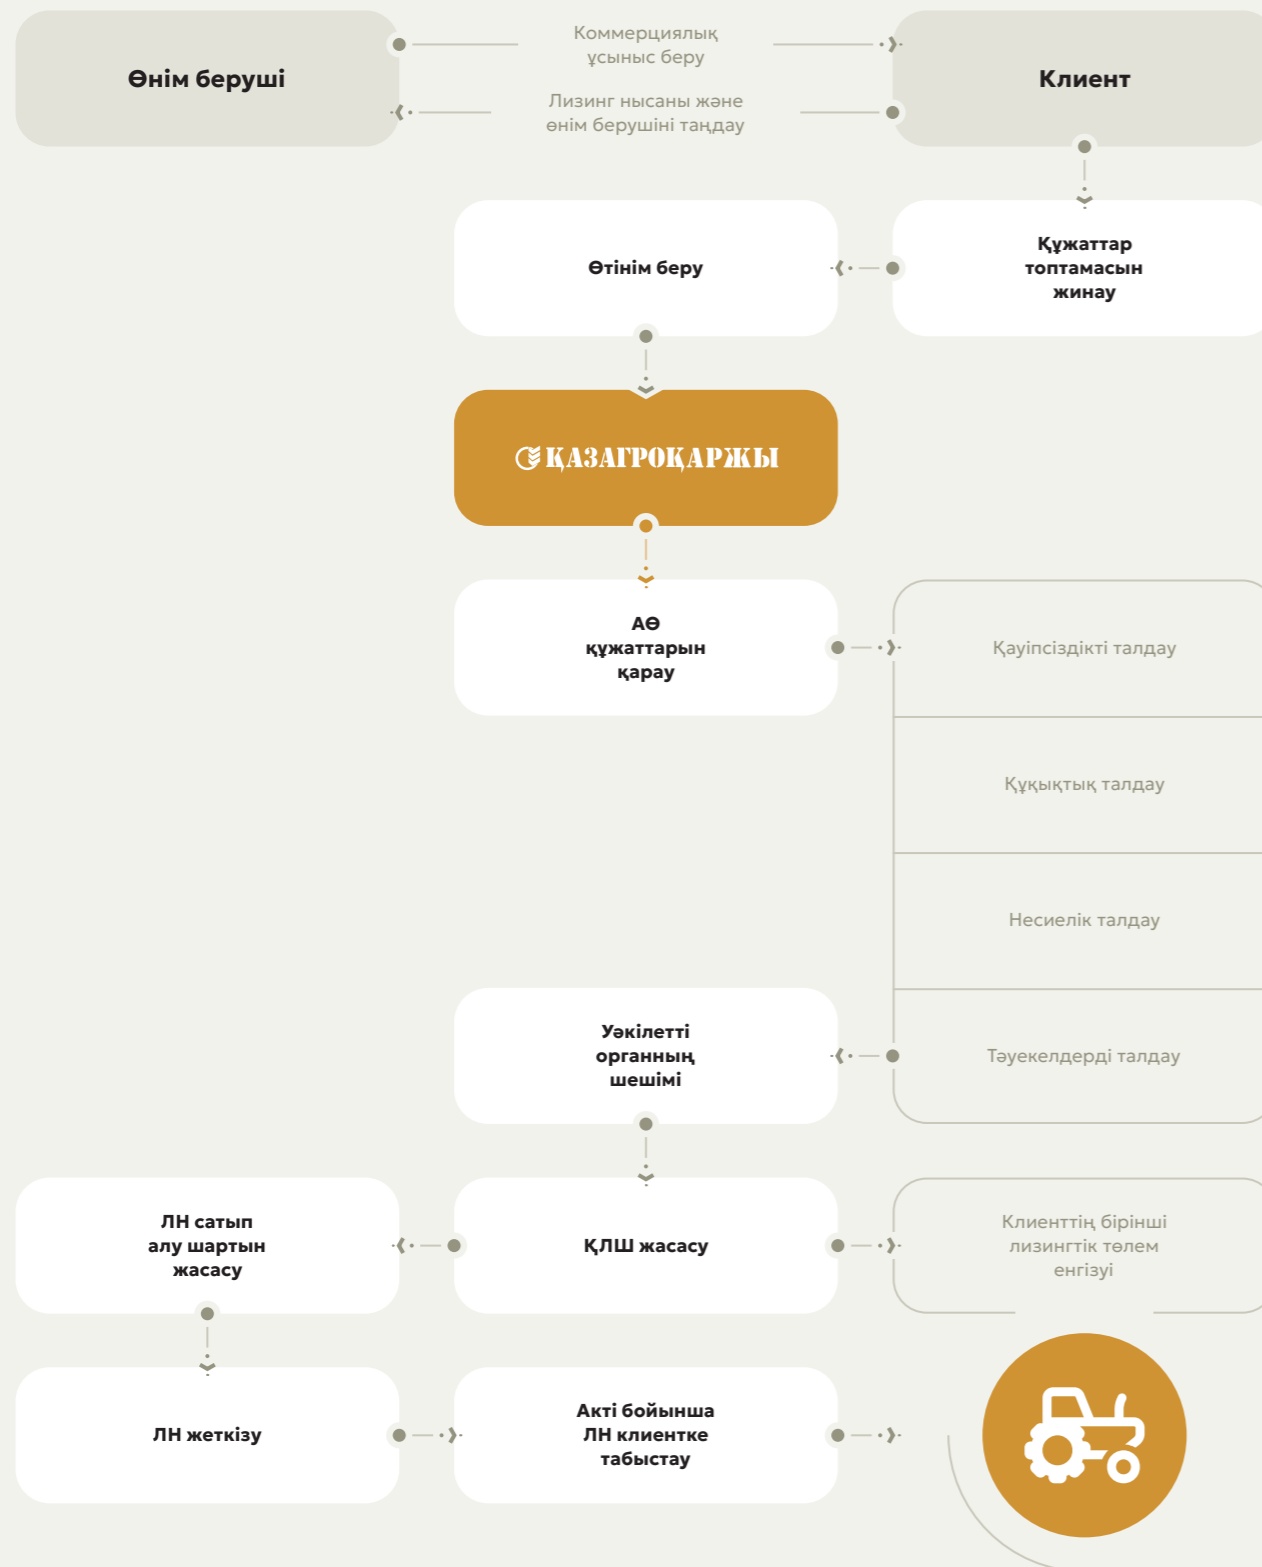 Өнім беруші
Коммерциялық
ұсыныс беру
Лизинг нысаны және
өнім берушіні таңдау
Клиент
Өтінім беру
Құжаттар
топтамасын
жинау
ҚАЗАГРОҚАРЖЫ
АӨ
құжаттарын
қарау
Қауіпсіздікті талдау
Құқықтық талдау
Несиелік талдау
Уәкілетті
органның
шешімі
Тәуекелдерді талдау
ЛН сатып
алу шартын
жасасу
ҚЛШ жасасу
Клиенттің бірінші
лизингтік төлем
енгізуі
ЛН жеткізу
Акті бойынша
ЛН клиентке
табыстау